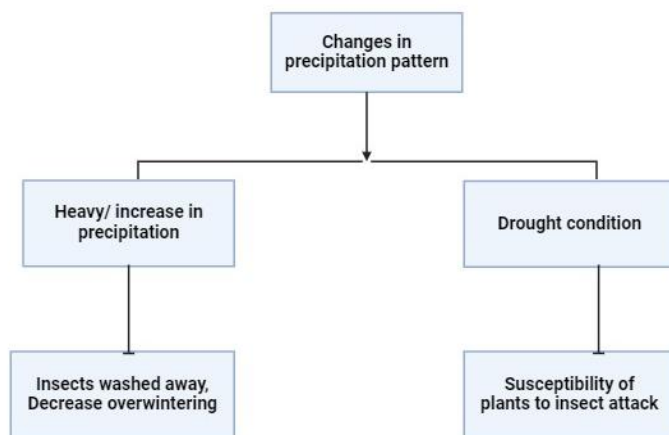 Changes in
precipitation pattern
Heavy/ increase in
precipitation
Drought condition
Insects washed away,
Decrease overwintering
Susceptibility of
plants to insect attack